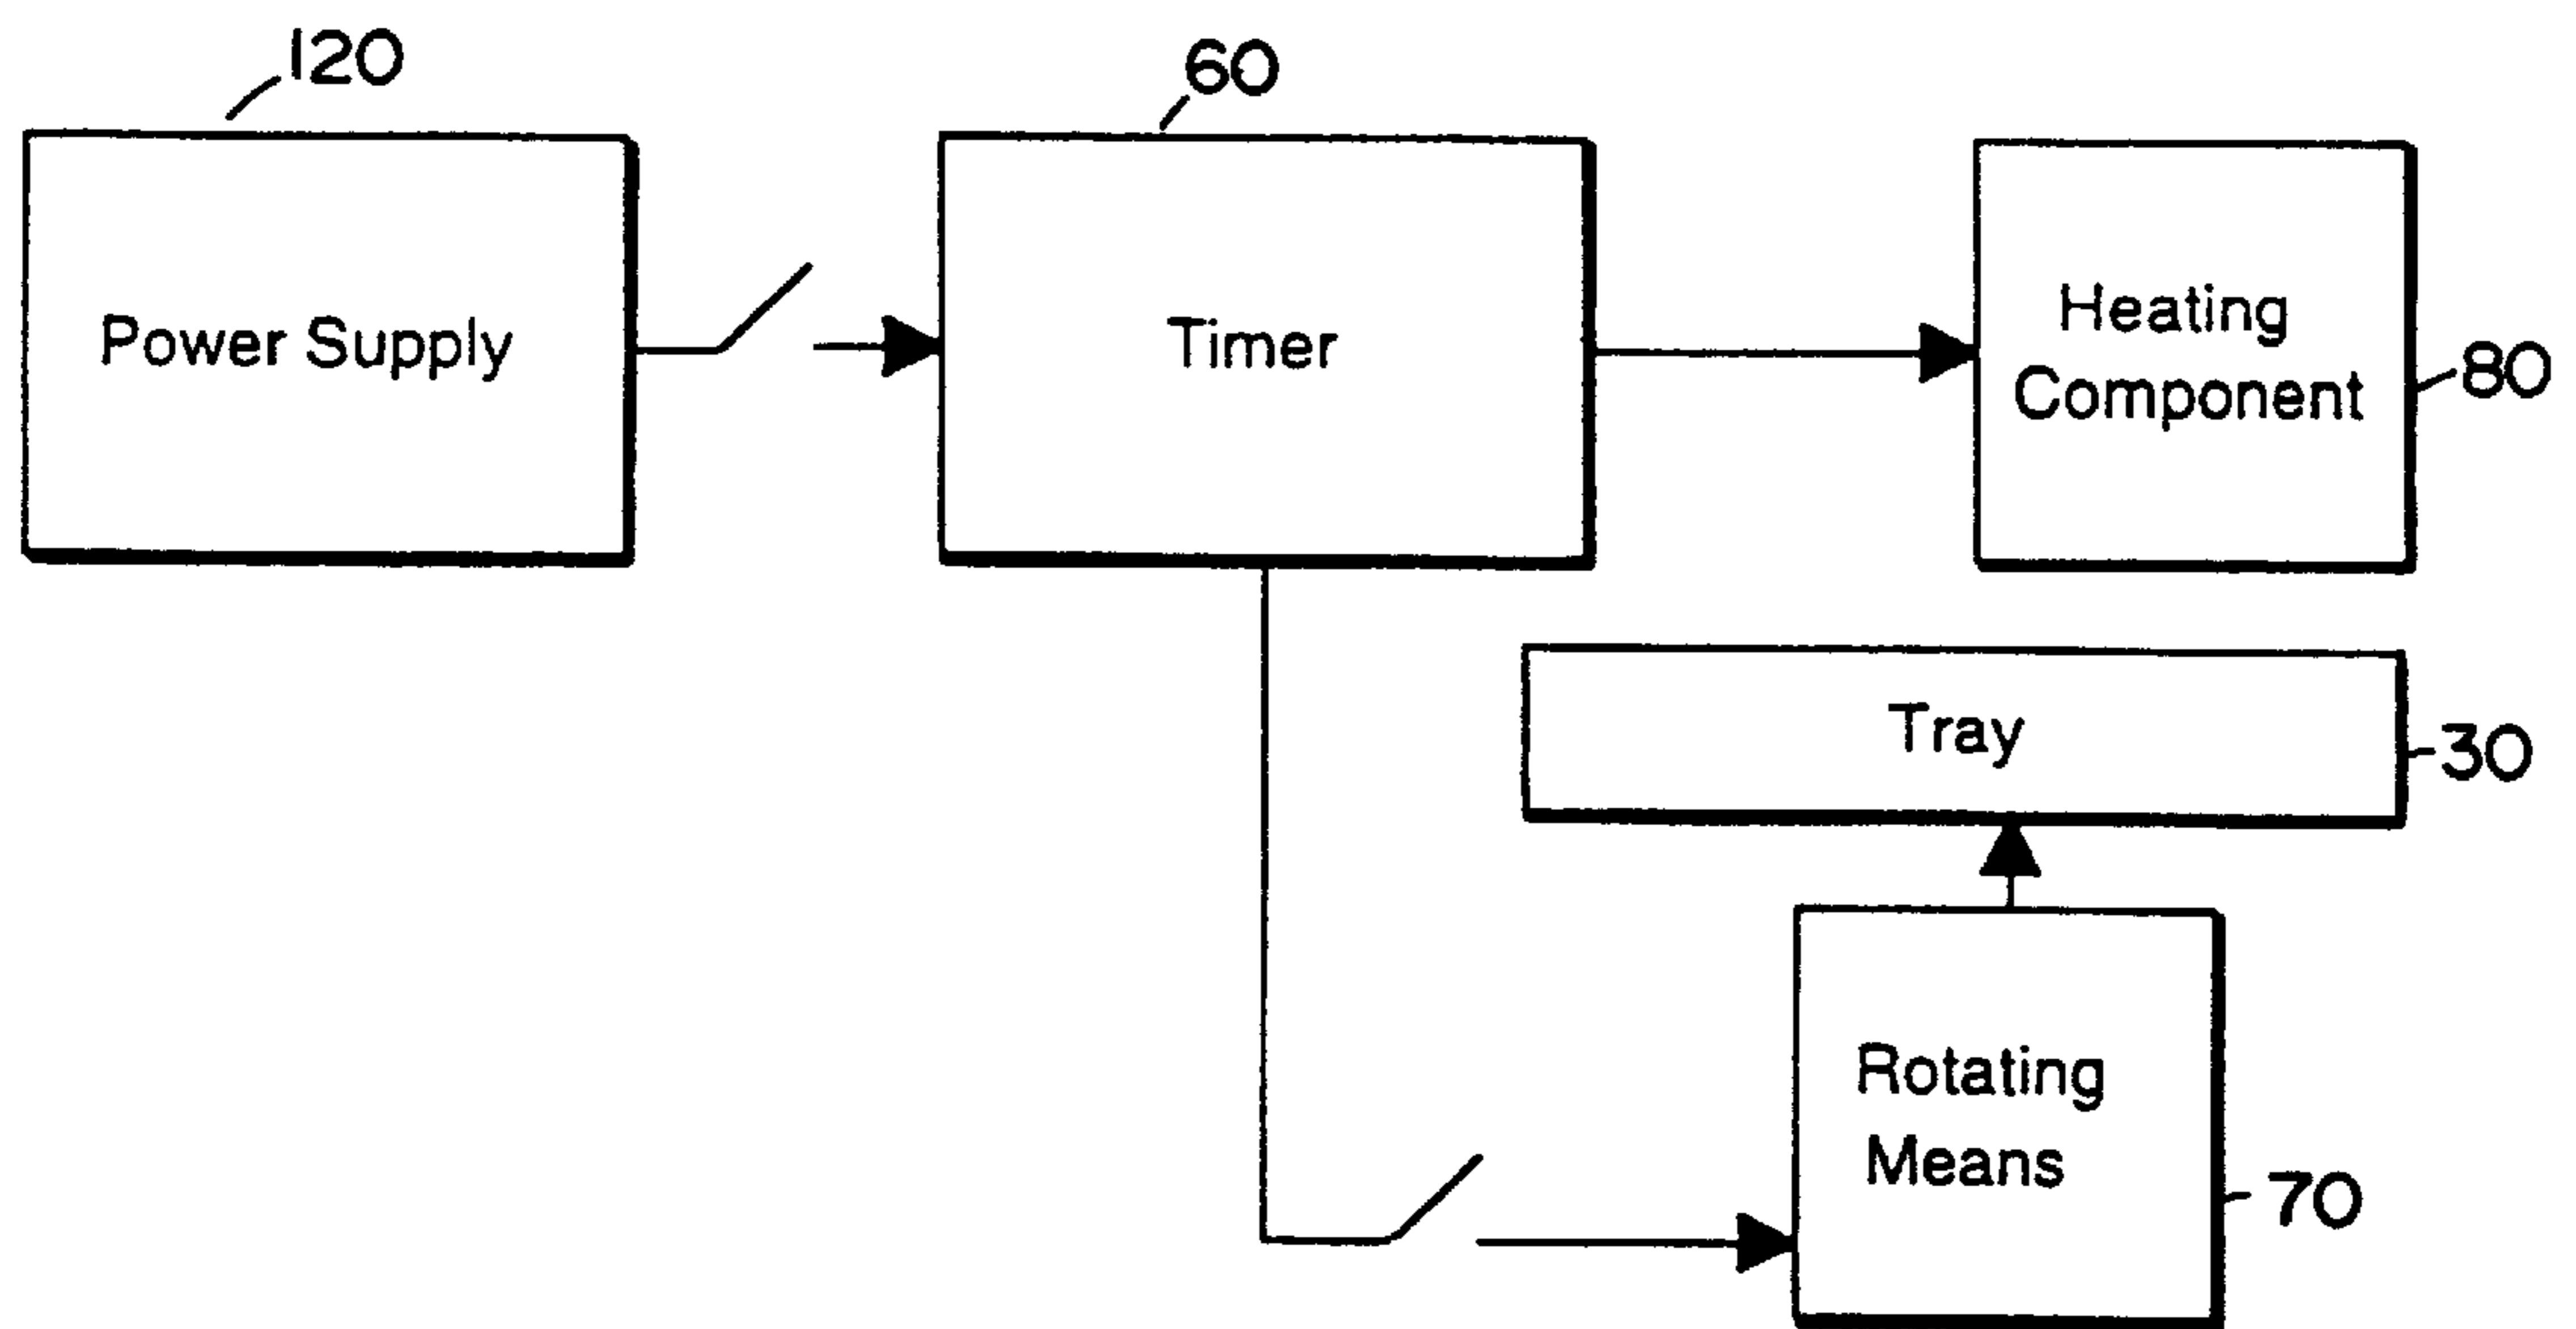 120
60
Power Supply
Timer
Heating
Component
80
Tray
30
Rotating
Means
70